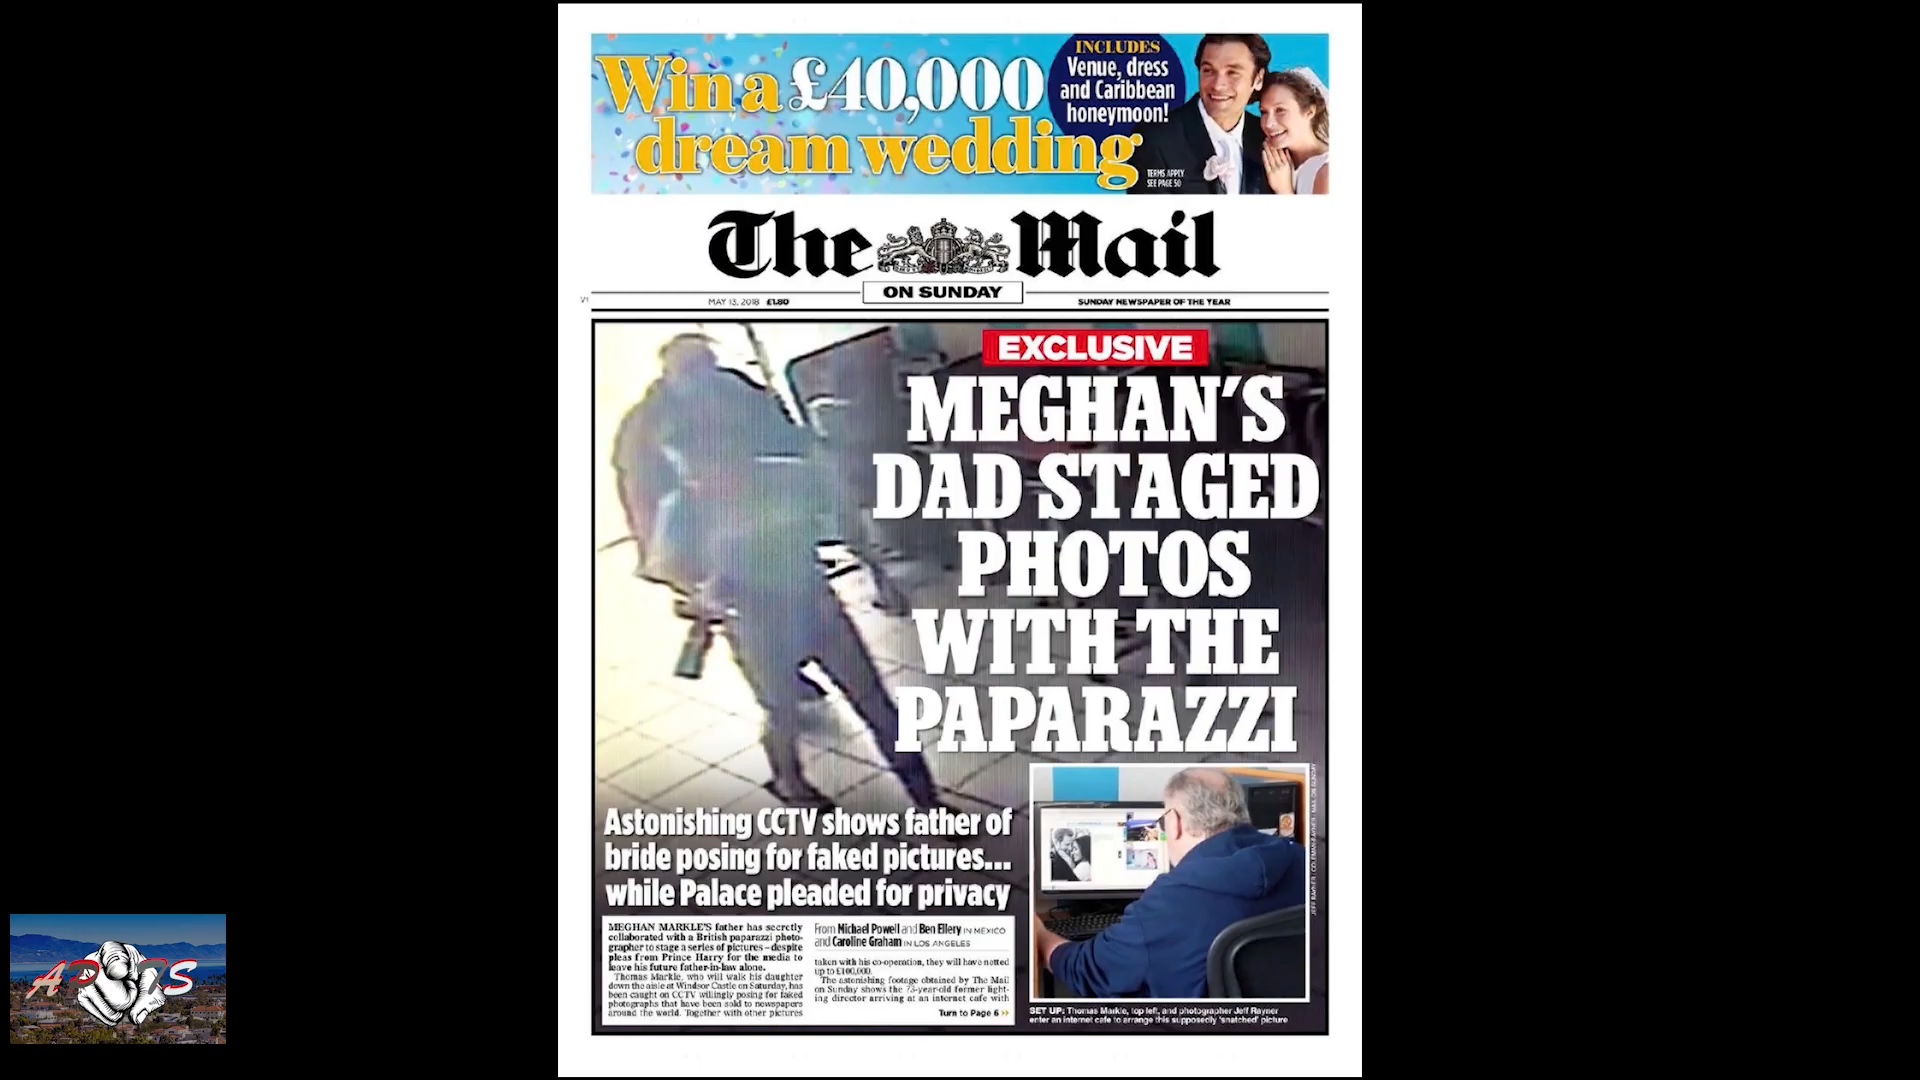 Win a £40,000
dream wedding
INCLUDES
Venue, dress
and Caribbean
honeymoon!
TERMS APPLY
SEE PAGE 50
The Mail
ON SUNDAY
V1
MAY 13, 2018 £1.80
SUNDAY NEWSPAPER OF THE YEAR
EXCLUSIVE
MEGHAN'S
DAD STAGED
PHOTOS
WITH THE
PAPARAZZI
Astonishing CCTV shows father of
bride posing for faked pictures...
while Palace pleaded for privacy
MEGHAN MARKLE'S father has secretly
collaborated with a British paparazzi photo-
grapher to stage a series of pictures – despite
pleas from Prince Harry for the media to
leave his future father-in-law alone.
Thomas Markle, who will walk his daughter
down the aisle at Windsor Castle on Saturday, has
been caught on CCTV willingly posing for faked
photographs that have been sold to newspapers
around the world. Together with other pictures
From Michael Powell and Ben Ellery IN MEXICO
and Caroline Graham IN LOS ANGELES
taken with his co-operation, they will have netted
up to £100,000.
The astonishing footage obtained by The Mail
on Sunday shows the 73-year-old former light-
ing director arriving at an internet cafe with
Turn to Page 6 »
SET UP: Thomas Markle, top left, and photographer Jeff Rayner
enter an internet cafe to arrange this supposedly 'snatched' picture